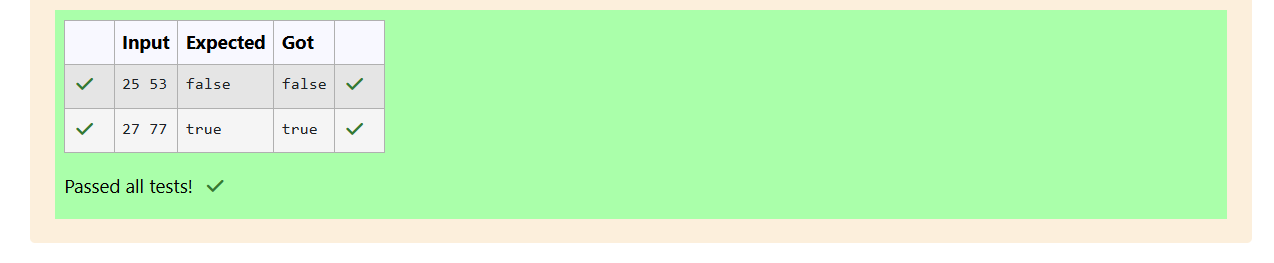 Input Expected Got
25 53 false false
27 77 true true
Passed all tests!